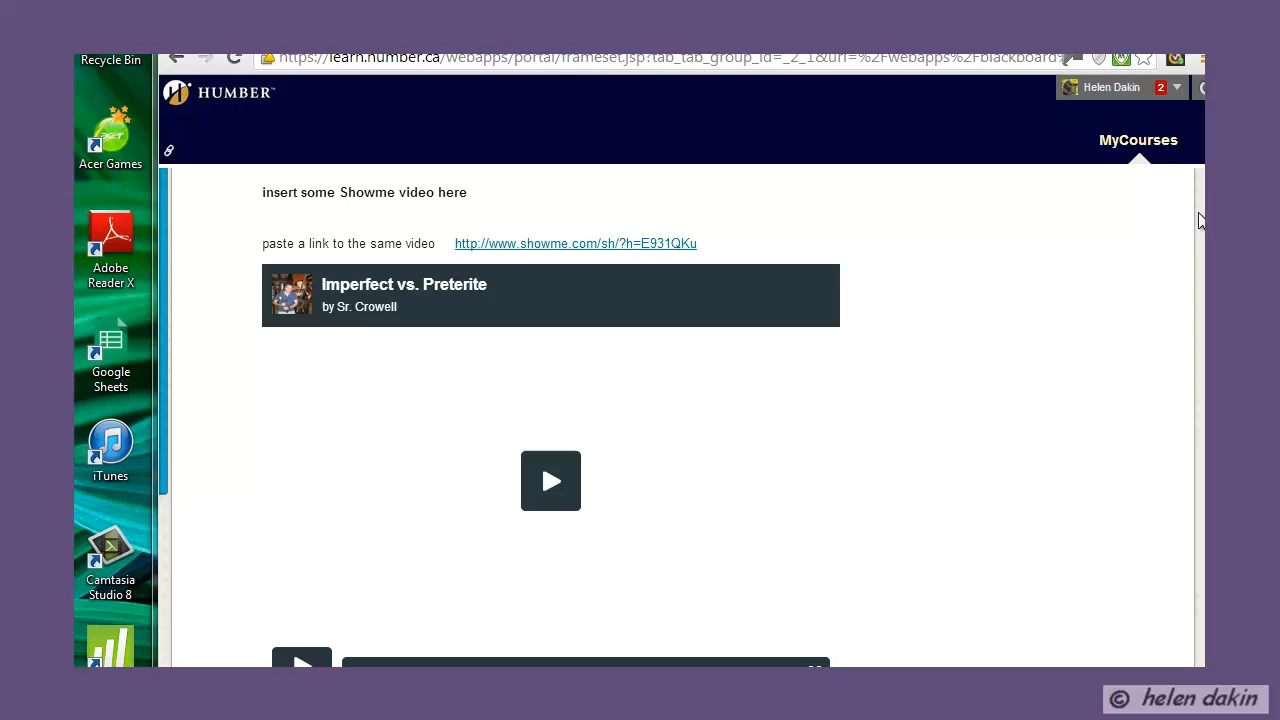 Recycle Bin
https://learn.humber.ca/webapps/portal/frameset.jsp?tab_tab_group_id=_2_1&url=%2Fwebapps%2Fblackboard%
HUMBER™
Helen Dakin 2
MyCourses
Acer Games
Adobe
Reader X
Google
Sheets
iTunes
Camtasia
Studio 8
insert some Showme video here
paste a link to the same video http://www.showme.com/sh/?h=E931QKu
Imperfect vs. Preterite
by Sr. Crowell
© helen dakin